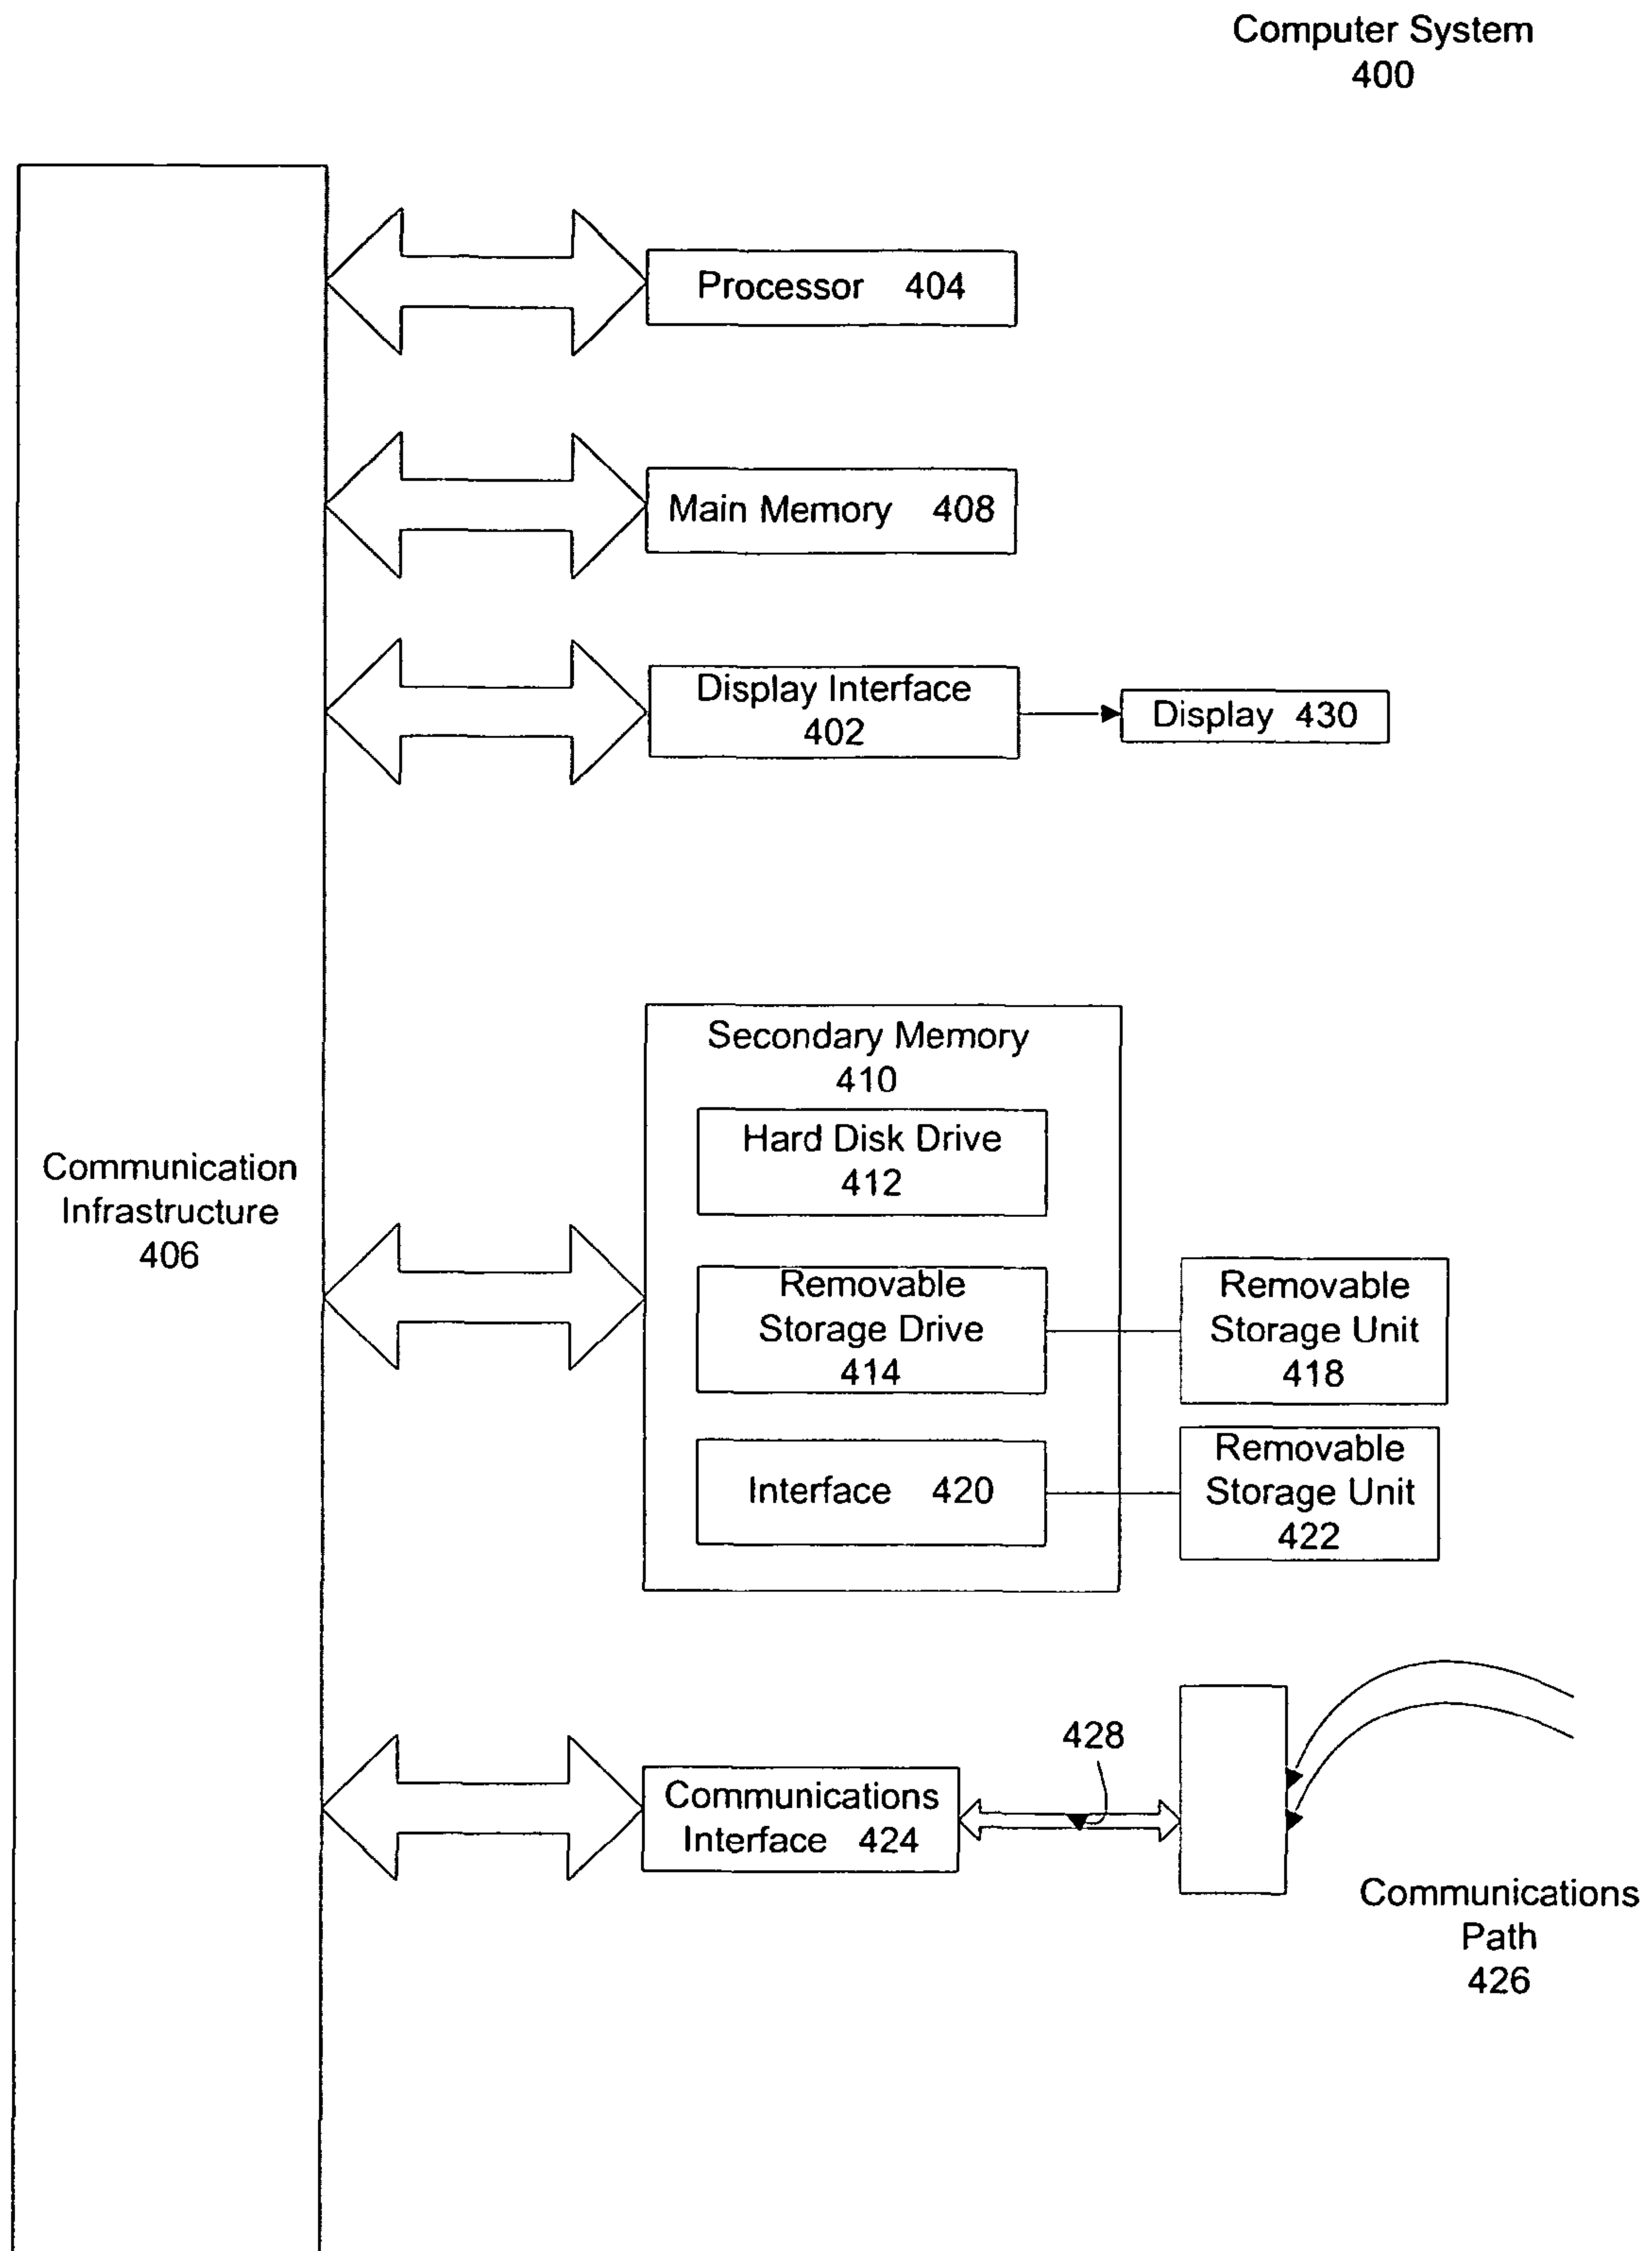 Computer System
400
Processor 404
Main Memory 408
Display Interface
402
Display 430
Secondary Memory
410
Hard Disk Drive
412
Communication
Infrastructure
406
Removable
Storage Drive
414
Removable
Storage Unit
418
Interface 420
Removable
Storage Unit
422
428
Communications
Interface 424
Communications
Path
426